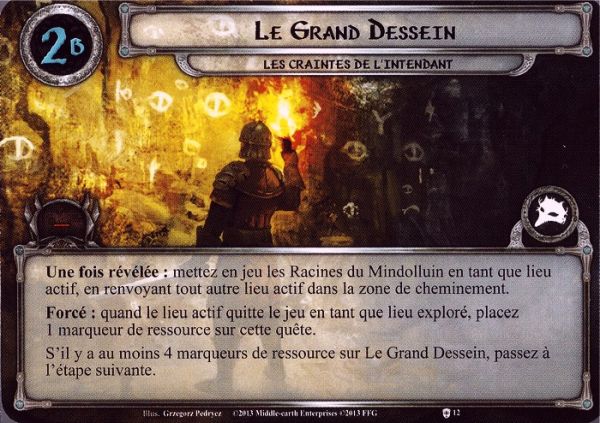 2B
LE GRAND DESSEIN
LES CRAINTES DE L'INTENDANT
Une fois révélée : mettez en jeu les Racines du Mindolluin en tant que lieu
actif, en renvoyant tout autre lieu actif dans la zone de cheminement.
Forcé : quand le lieu actif quitte le jeu en tant que lieu exploré, placez
1 marqueur de ressource sur cette quête.
S'il y a au moins 4 marqueurs de ressource sur Le Grand Dessein, passez à
l'étape suivante.
Illus. Grzegorz Pedrycz ©2013 Middle-earth Enterprises ©2013 FFG 12